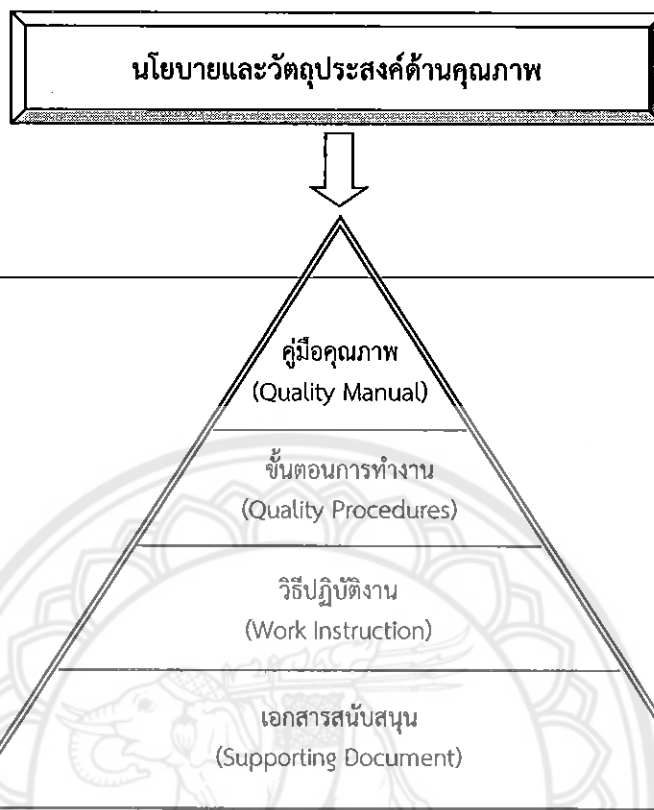 นโยบายและวัตถุประสงค์ด้านคุณภาพ
คู่มือคุณภาพ
(Quality Manual)
ขั้นตอนการทำงาน
(Quality Procedures)
วิธีปฏิบัติงาน
(Work Instruction)
เอกสารสนับสนุน
(Supporting Document)